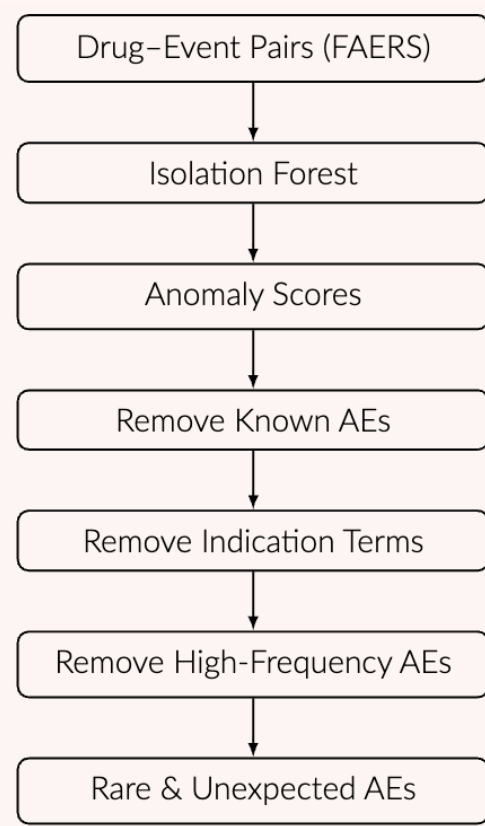 Drug–Event Pairs (FAERS)
Isolation Forest
Anomaly Scores
Remove Known AEs
Remove Indication Terms
Remove High-Frequency AEs
Rare & Unexpected AEs